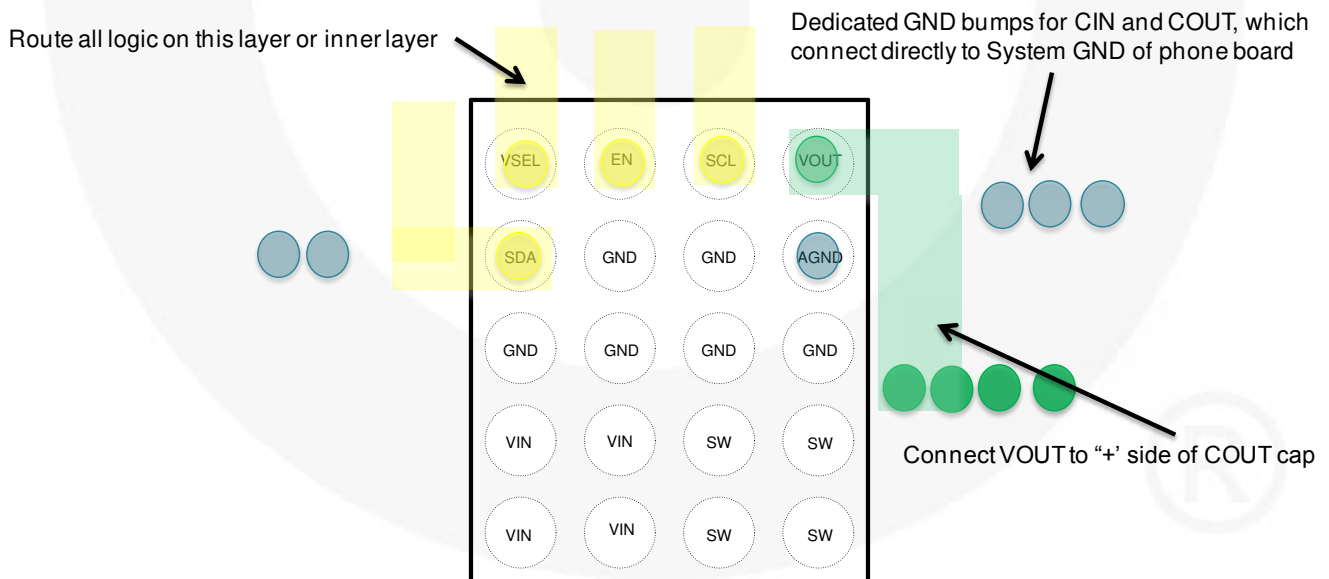 Route all logic on this layer or inner layer
Dedicated GND bumps for CIN and COUT, which
connect directly to System GND of phone board
VSEL EN SCL VOUT
SDA GND GND AGND
GND GND GND GND
VIN VIN SW SW
Connect VOUT to “+’ side of COUT cap
VIN VIN SW SW
®